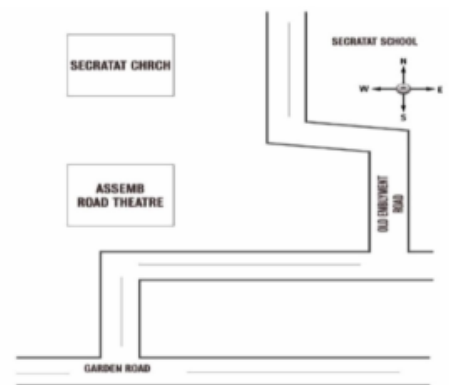 SECRATAT SCHOOL
SECRATAT CHRCH
N
W
E
S
ASSEMB
ROAD THEATRE
OLD EMBLYMENT
ROAD
GARDEN ROAD